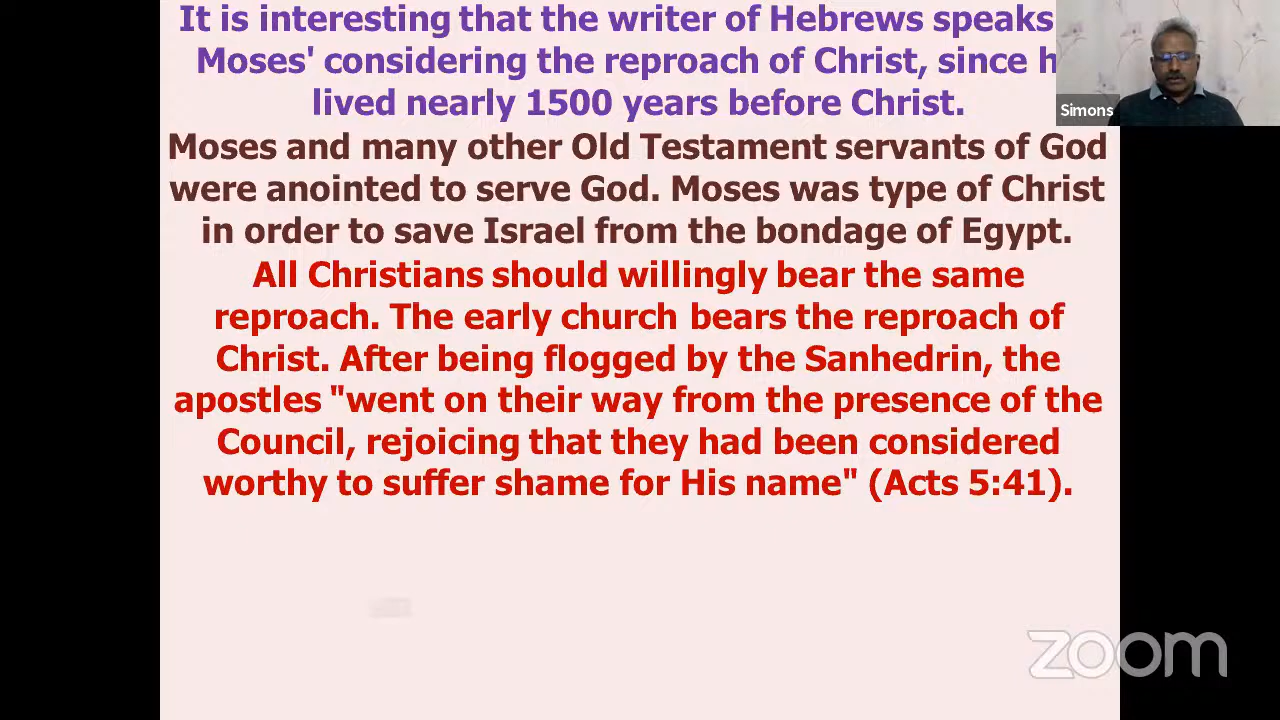 It is interesting that the writer of Hebrews speaks
Moses' considering the reproach of Christ, since h
lived nearly 1500 years before Christ.
Simons
Moses and many other Old Testament servants of God
were anointed to serve God. Moses was type of Christ
in order to save Israel from the bondage of Egypt.
All Christians should willingly bear the same
reproach. The early church bears the reproach of
Christ. After being flogged by the Sanhedrin, the
apostles "went on their way from the presence of the
Council, rejoicing that they had been considered
worthy to suffer shame for His name" (Acts 5:41).
zoom